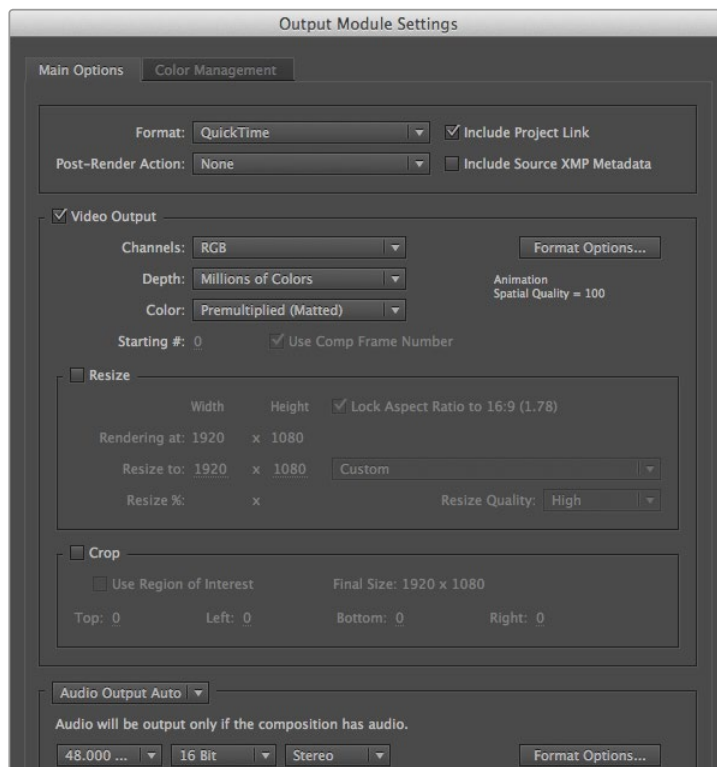 Output Module Settings
Main Options Color Management
Format: QuickTime Include Project Link
Post-Render Action: None Include Source XMP Metadata
Video Output
Channels: RGB Format Options...
Depth: Millions of Colors Animation
Spatial Quality = 100
Color: Premultiplied (Matted)
Starting #: 0 Use Comp Frame Number
Resize
Width Height Lock Aspect Ratio to 16:9 (1.78)
Rendering at: 1920 x 1080
Resize to: 1920 x 1080 Custom
Resize %: x Resize Quality: High
Crop
Use Region of Interest Final Size: 1920 x 1080
Top: 0 Left: 0 Bottom: 0 Right: 0
Audio Output Auto
Audio will be output only if the composition has audio.
48.000 ... 16 Bit Stereo Format Options...